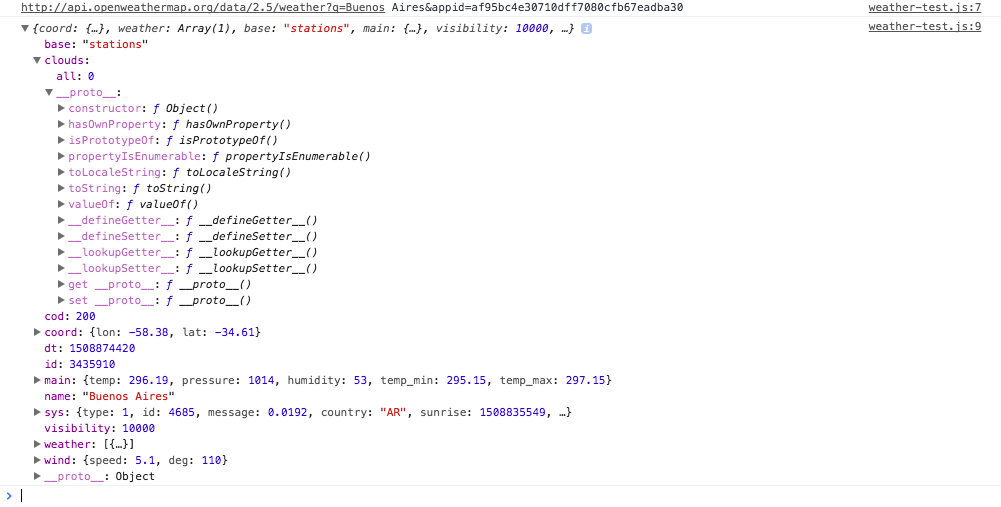 http://api.openweathermap.org/data/2.5/weather?q=Buenos Aires&appid=af95bc4e30710dff7080cfb67eadba30 weather-test.js:7
▼{coord: {…}, weather: Array(1), base: "stations", main: {…}, visibility: 10000, …} i weather-test.js:9
base: "stations"
▼clouds:
all: 0
▼__proto__:
▶constructor: ƒ Object()
▶hasOwnProperty: ƒ hasOwnProperty()
▶isPrototypeOf: ƒ isPrototypeOf()
▶propertyIsEnumerable: ƒ propertyIsEnumerable()
▶toLocaleString: ƒ toLocaleString()
▶toString: ƒ toString()
▶valueOf: ƒ valueOf()
▶__defineGetter__: ƒ __defineGetter__()
▶__defineSetter__: ƒ __defineSetter__()
▶__lookupGetter__: ƒ __lookupGetter__()
▶__lookupSetter__: ƒ __lookupSetter__()
▶get __proto__: ƒ __proto__()
▶set __proto__: ƒ __proto__()
cod: 200
▶coord: {lon: -58.38, lat: -34.61}
dt: 1508874420
id: 3435910
▶main: {temp: 296.19, pressure: 1014, humidity: 53, temp_min: 295.15, temp_max: 297.15}
name: "Buenos Aires"
▶sys: {type: 1, id: 4685, message: 0.0192, country: "AR", sunrise: 1508835549, …}
visibility: 10000
▶weather: [{…}]
▶wind: {speed: 5.1, deg: 110}
▶__proto__: Object